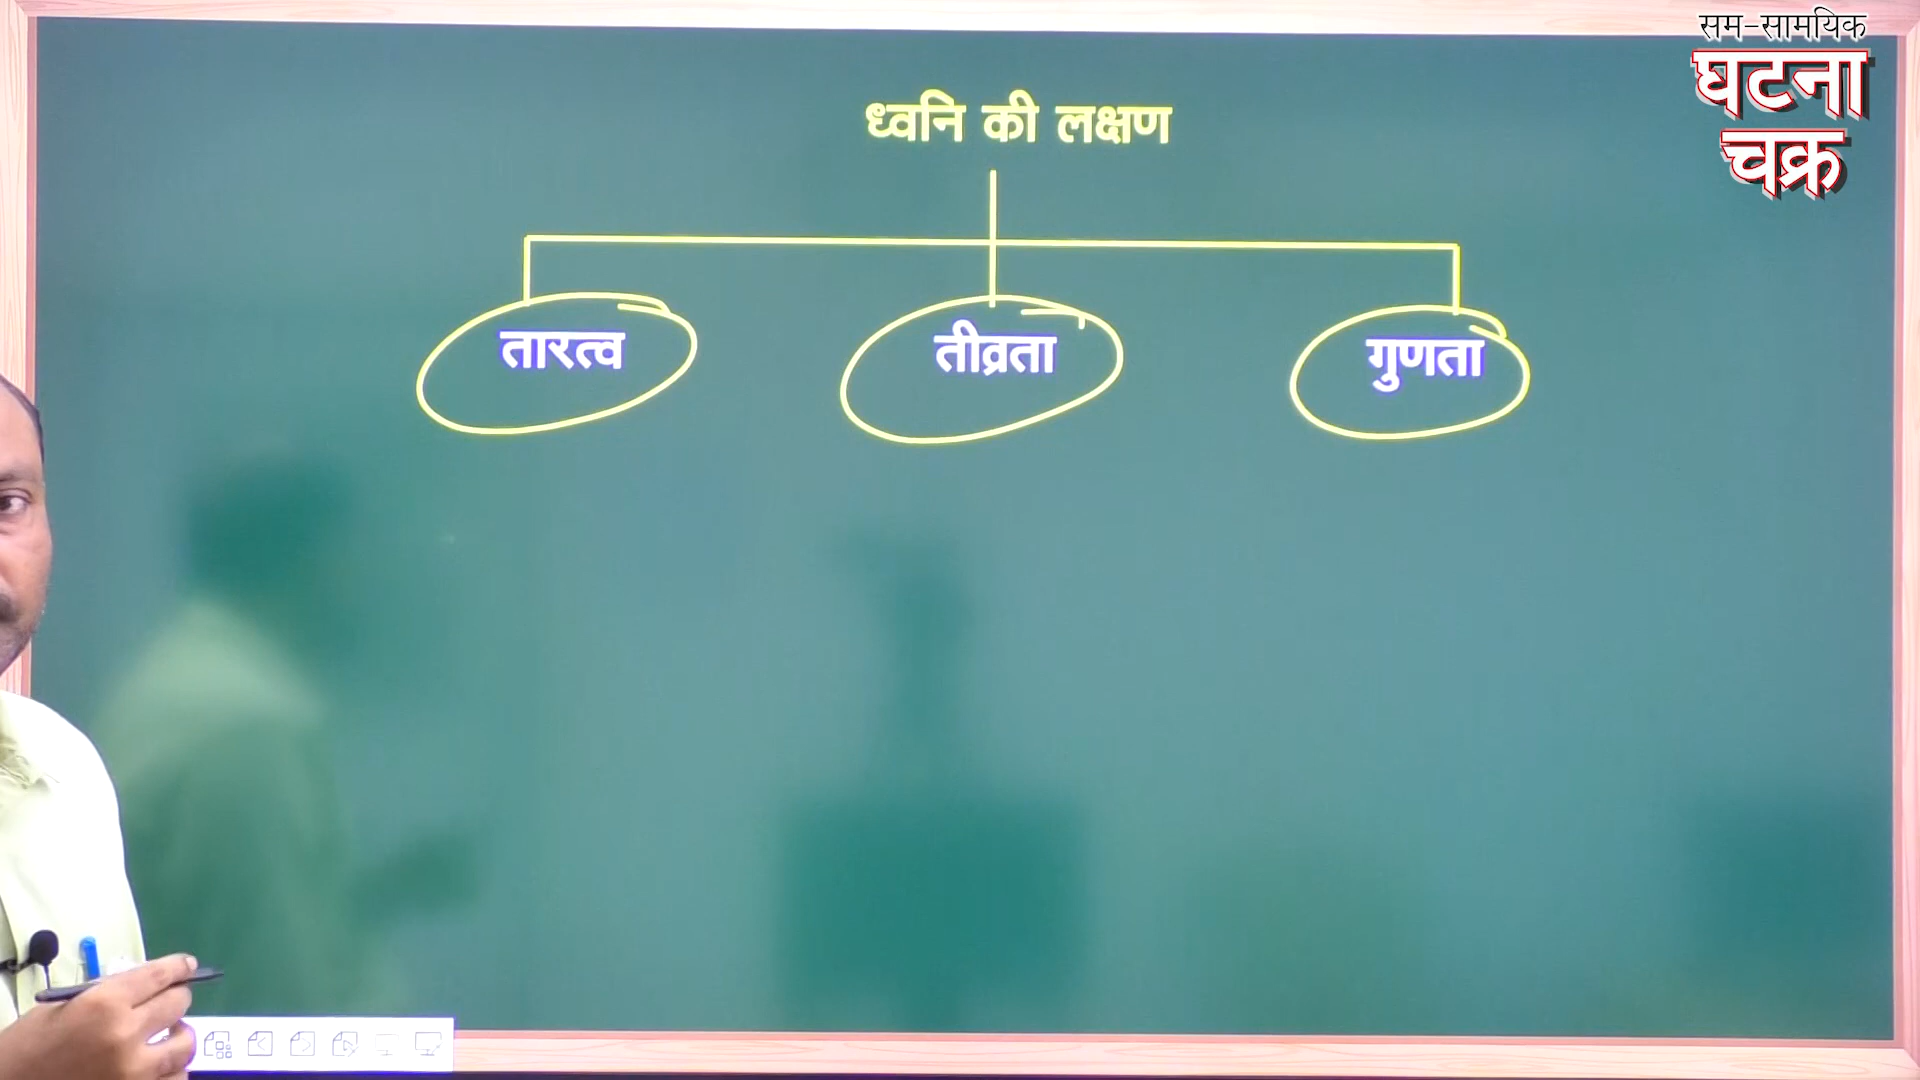 सम-सामयिक
घटना
चक्र
ध्वनि की लक्षण
तारत्व
तीव्रता
गुणता